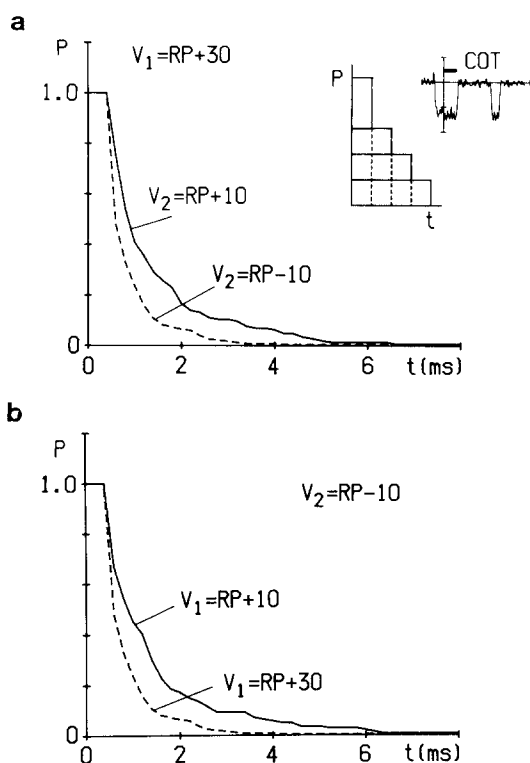 a
P
V₁=RP+30
1.0
V₂=RP+10
V₂=RP-10
0
0
2
4
6
t(ms)
P
t
COT
b
P
V₂=RP-10
1.0
V₁=RP+10
V₁=RP+30
0
0
2
4
6
t(ms)